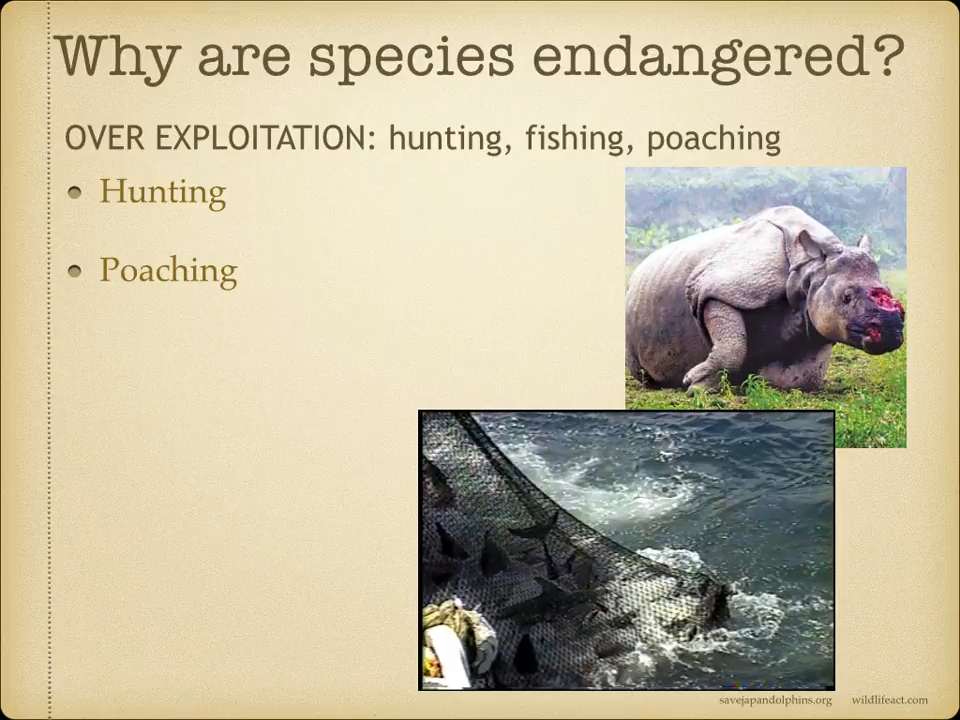 Why are species endangered?
OVER EXPLOITATION: hunting, fishing, poaching
Hunting
Poaching
savejapandolphins.org wildlifeact.com